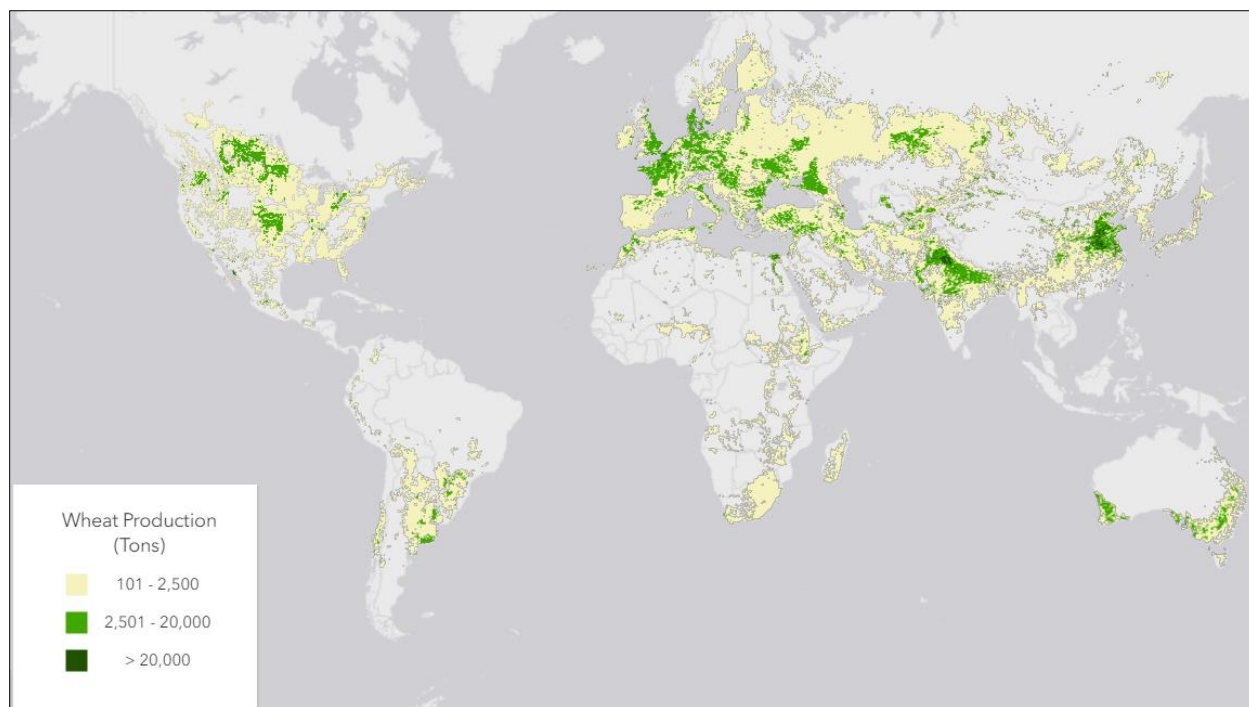 Wheat Production
(Tons)
101 - 2,500
2,501 - 20,000
> 20,000